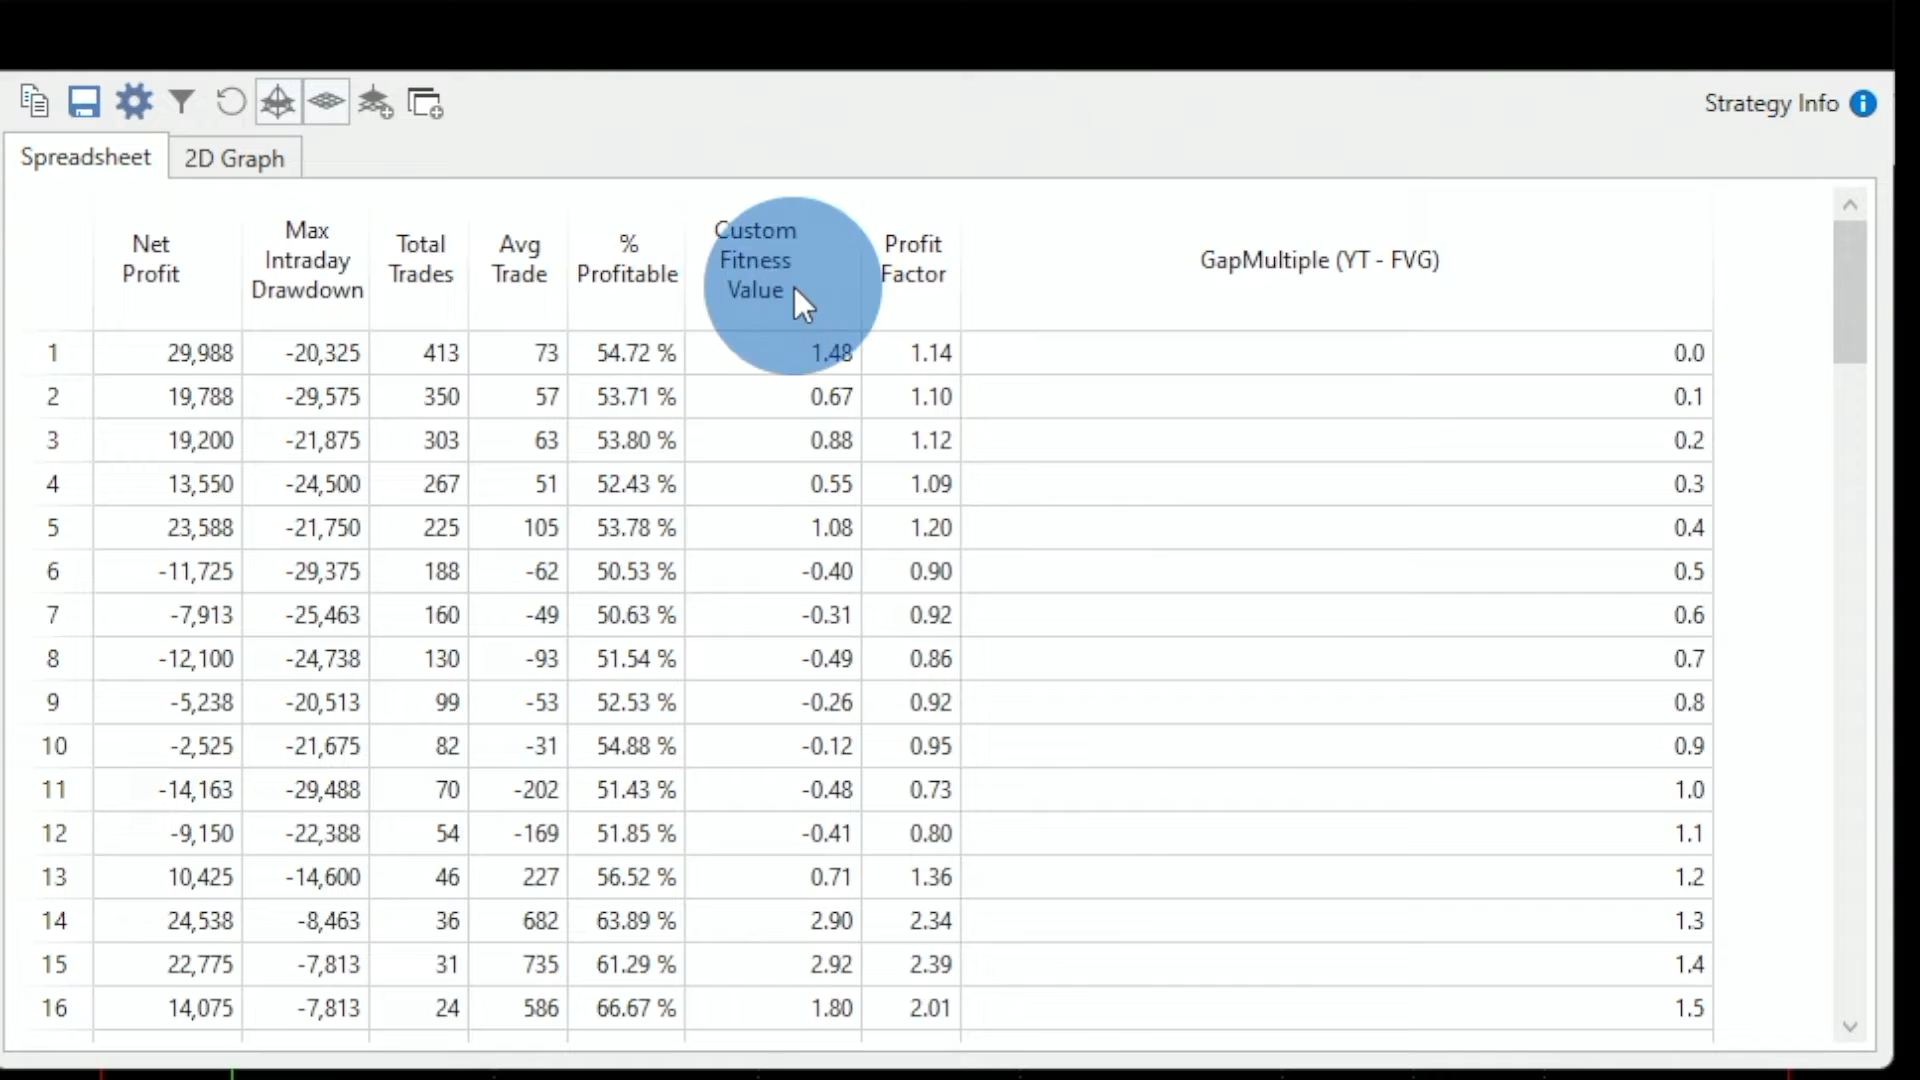 Strategy Info
Spreadsheet 2D Graph
Net Profit Max Intraday Drawdown Total Trades Avg Trade % Profitable Custom Fitness Value Profit Factor GapMultiple (YT - FVG)
1 29,988 -20,325 413 73 54.72 % 1.48 1.14 0.0
2 19,788 -29,575 350 57 53.71 % 0.67 1.10 0.1
3 19,200 -21,875 303 63 53.80 % 0.88 1.12 0.2
4 13,550 -24,500 267 51 52.43 % 0.55 1.09 0.3
5 23,588 -21,750 225 105 53.78 % 1.08 1.20 0.4
6 -11,725 -29,375 188 -62 50.53 % -0.40 0.90 0.5
7 -7,913 -25,463 160 -49 50.63 % -0.31 0.92 0.6
8 -12,100 -24,738 130 -93 51.54 % -0.49 0.86 0.7
9 -5,238 -20,513 99 -53 52.53 % -0.26 0.92 0.8
10 -2,525 -21,675 82 -31 54.88 % -0.12 0.95 0.9
11 -14,163 -29,488 70 -202 51.43 % -0.48 0.73 1.0
12 -9,150 -22,388 54 -169 51.85 % -0.41 0.80 1.1
13 10,425 -14,600 46 227 56.52 % 0.71 1.36 1.2
14 24,538 -8,463 36 682 63.89 % 2.90 2.34 1.3
15 22,775 -7,813 31 735 61.29 % 2.92 2.39 1.4
16 14,075 -7,813 24 586 66.67 % 1.80 2.01 1.5